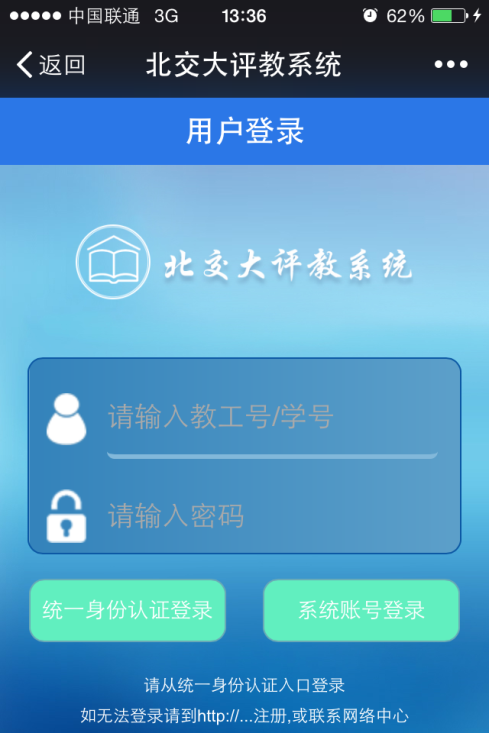 中国联通 3G 13:36 62%
返回 北交大评教系统
用户登录
北交大评教系统
请输入教工号/学号
请输入密码
统一身份认证登录 系统账号登录
请从统一身份认证入口登录
如无法登录请到http://...注册,或联系网络中心